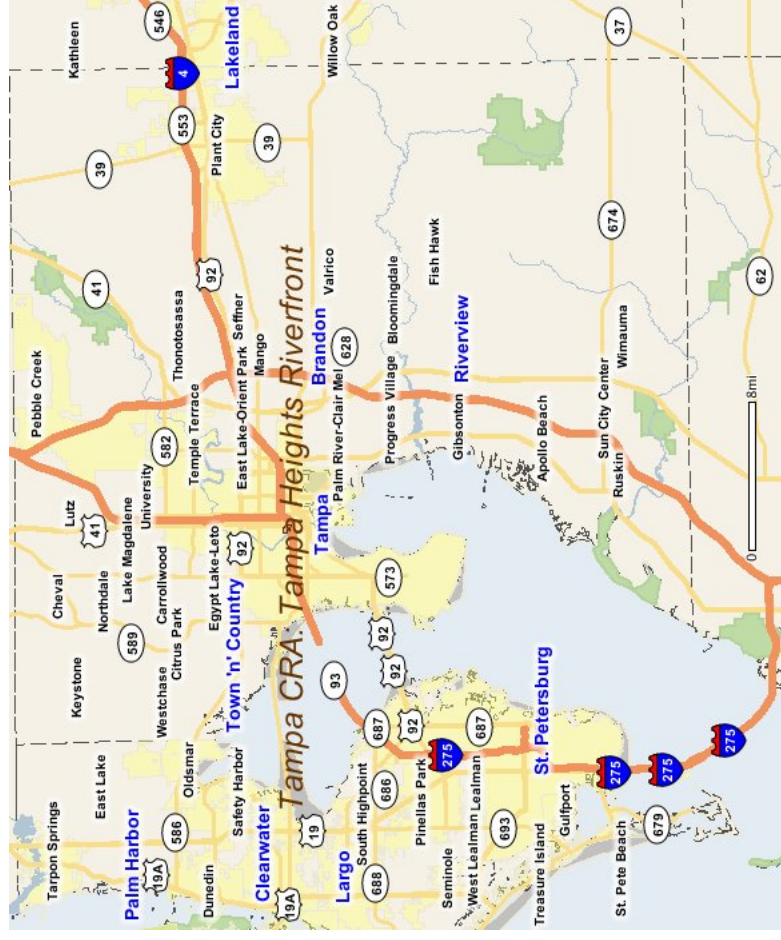 Tarpon Springs
Pebble Creek
East Lake
Keystone
Cheval
Lutz
Kathleen
41
41
39
546
Northdale
Palm Harbor
19A
Lake Magdalene
589
University
586
Westchase
Carrollwood
582
Citrus Park
Thonotosassa
553
4
Oldsmar
Temple Terrace
Dunedin
92
Egypt Lake-Leto
Plant City
Lakeland
Safety Harbor
Town 'n' Country
92
East Lake-Orient Park
Seffner
Mango
39
Clearwater
19A
Tampa CRA. Tampa Heights Riverfront
19
Tampa
Brandon
Valrico
Willow Oak
93
Palm River-Clair Mel
628
Largo
South Highpoint
688
687
686
92
92
92
573
Progress Village
Bloomingdale
Pinellas Park
Seminole
275
Fish Hawk
West Lealman
Lealman
687
Gibsonton
Riverview
693
Treasure Island
St. Petersburg
Apollo Beach
Gulfport
Sun City Center
674
37
St. Pete Beach
275
Ruskin
Wimauma
679
275
275
0
8mi
62